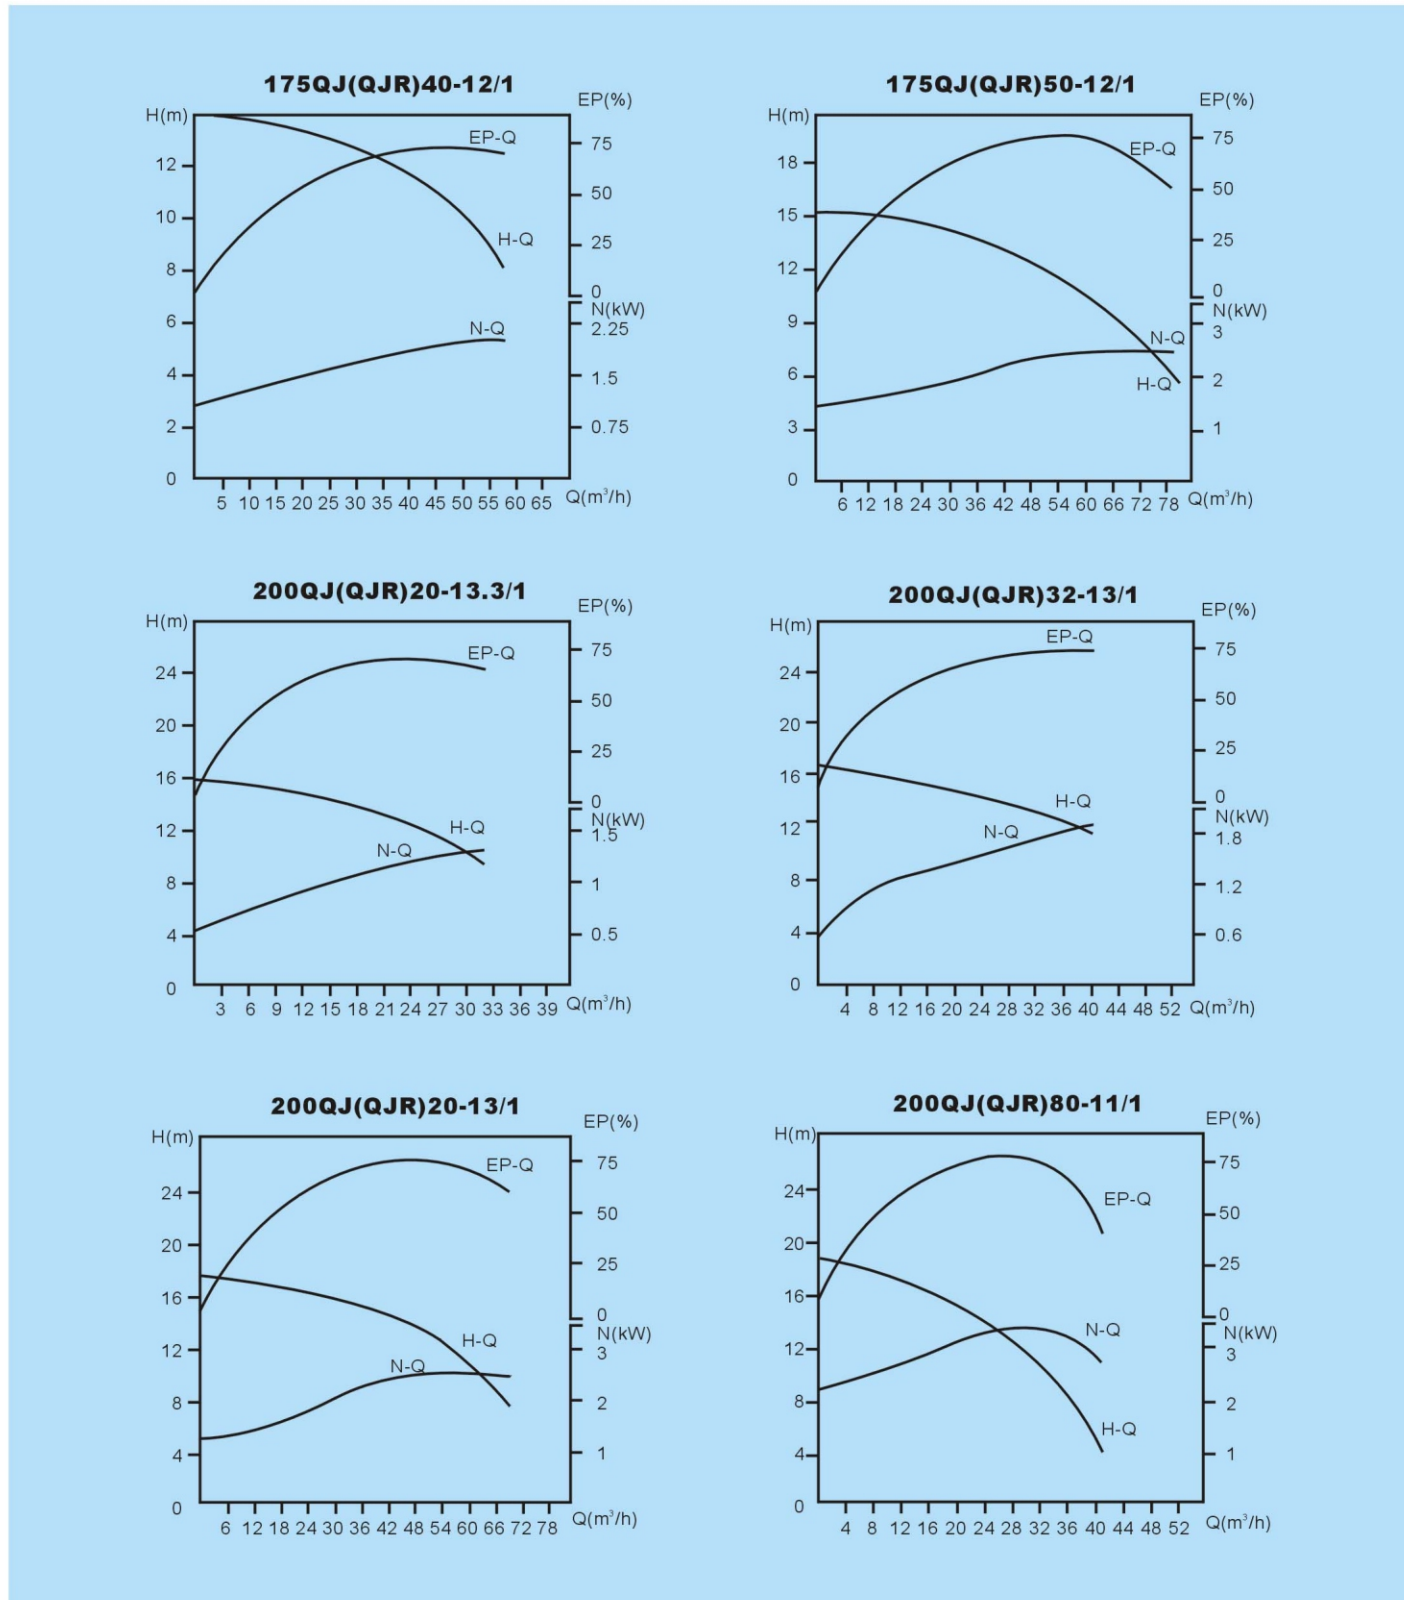 175QJ(QJR)40-12/1
H(m)
EP(%)
EP-Q
75
12
50
10
H-Q
25
8
0
N(kW)
6
N-Q
2.25
4
1.5
2
0.75
0
5 10 15 20 25 30 35 40 45 50 55 60 65 Q(m³/h)
175QJ(QJR)50-12/1
H(m)
EP(%)
75
EP-Q
18
50
15
25
12
0
N(kW)
9
3
N-Q
6
H-Q
2
3
1
0
6 12 18 24 30 36 42 48 54 60 66 72 78 Q(m³/h)
200QJ(QJR)20-13.3/1
H(m)
EP(%)
EP-Q
75
24
50
20
25
16
0
N(kW)
12
H-Q
1.5
N-Q
8
1
4
0.5
0
3 6 9 12 15 18 21 24 27 30 33 36 39 Q(m³/h)
200QJ(QJR)32-13/1
H(m)
EP(%)
EP-Q
75
24
50
20
25
16
0
H-Q
N(kW)
12
N-Q
1.8
8
1.2
4
0.6
0
4 8 12 16 20 24 28 32 36 40 44 48 52 Q(m³/h)
200QJ(QJR)20-13/1
H(m)
EP(%)
EP-Q
75
24
50
20
25
16
0
N(kW)
12
H-Q
3
N-Q
8
2
4
1
0
6 12 18 24 30 36 42 48 54 60 66 72 78 Q(m³/h)
200QJ(QJR)80-11/1
H(m)
EP(%)
75
24
EP-Q
50
20
25
16
0
N-Q
N(kW)
12
3
8
2
H-Q
4
1
0
4 8 12 16 20 24 28 32 36 40 44 48 52 Q(m³/h)